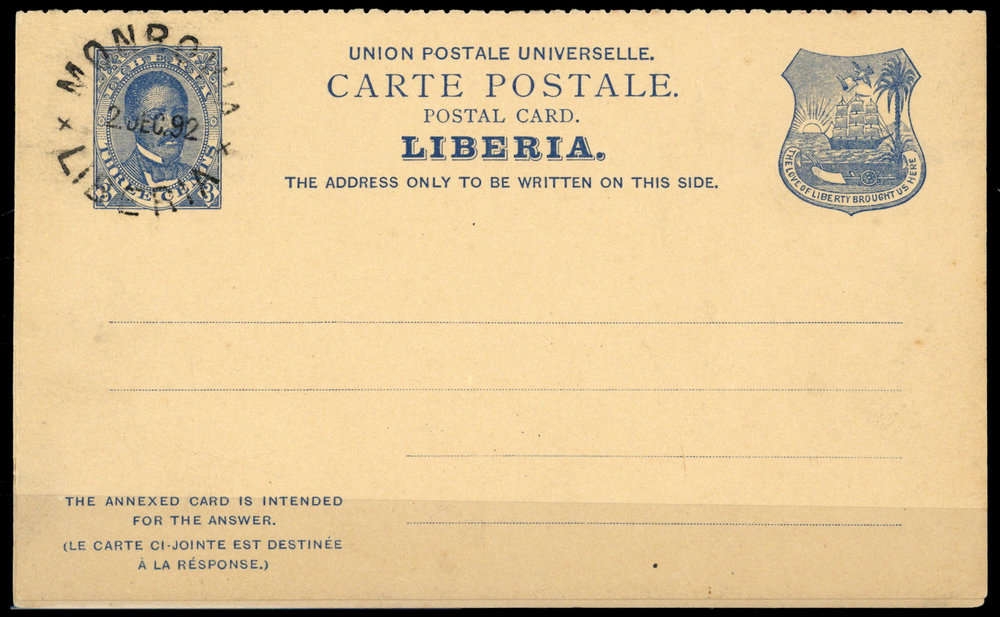 MONROVIA
2.DEC.92
LIBERIA
LIBERIA
THREE CENTS
3 3
UNION POSTALE UNIVERSELLE.
CARTE POSTALE.
POSTAL CARD.
LIBERIA.
THE ADDRESS ONLY TO BE WRITTEN ON THIS SIDE.
THE LOVE OF LIBERTY BROUGHT US HERE
THE ANNEXED CARD IS INTENDED
FOR THE ANSWER.
(LE CARTE CI-JOINTE EST DESTINÉE
À LA RÉSPONSE.)